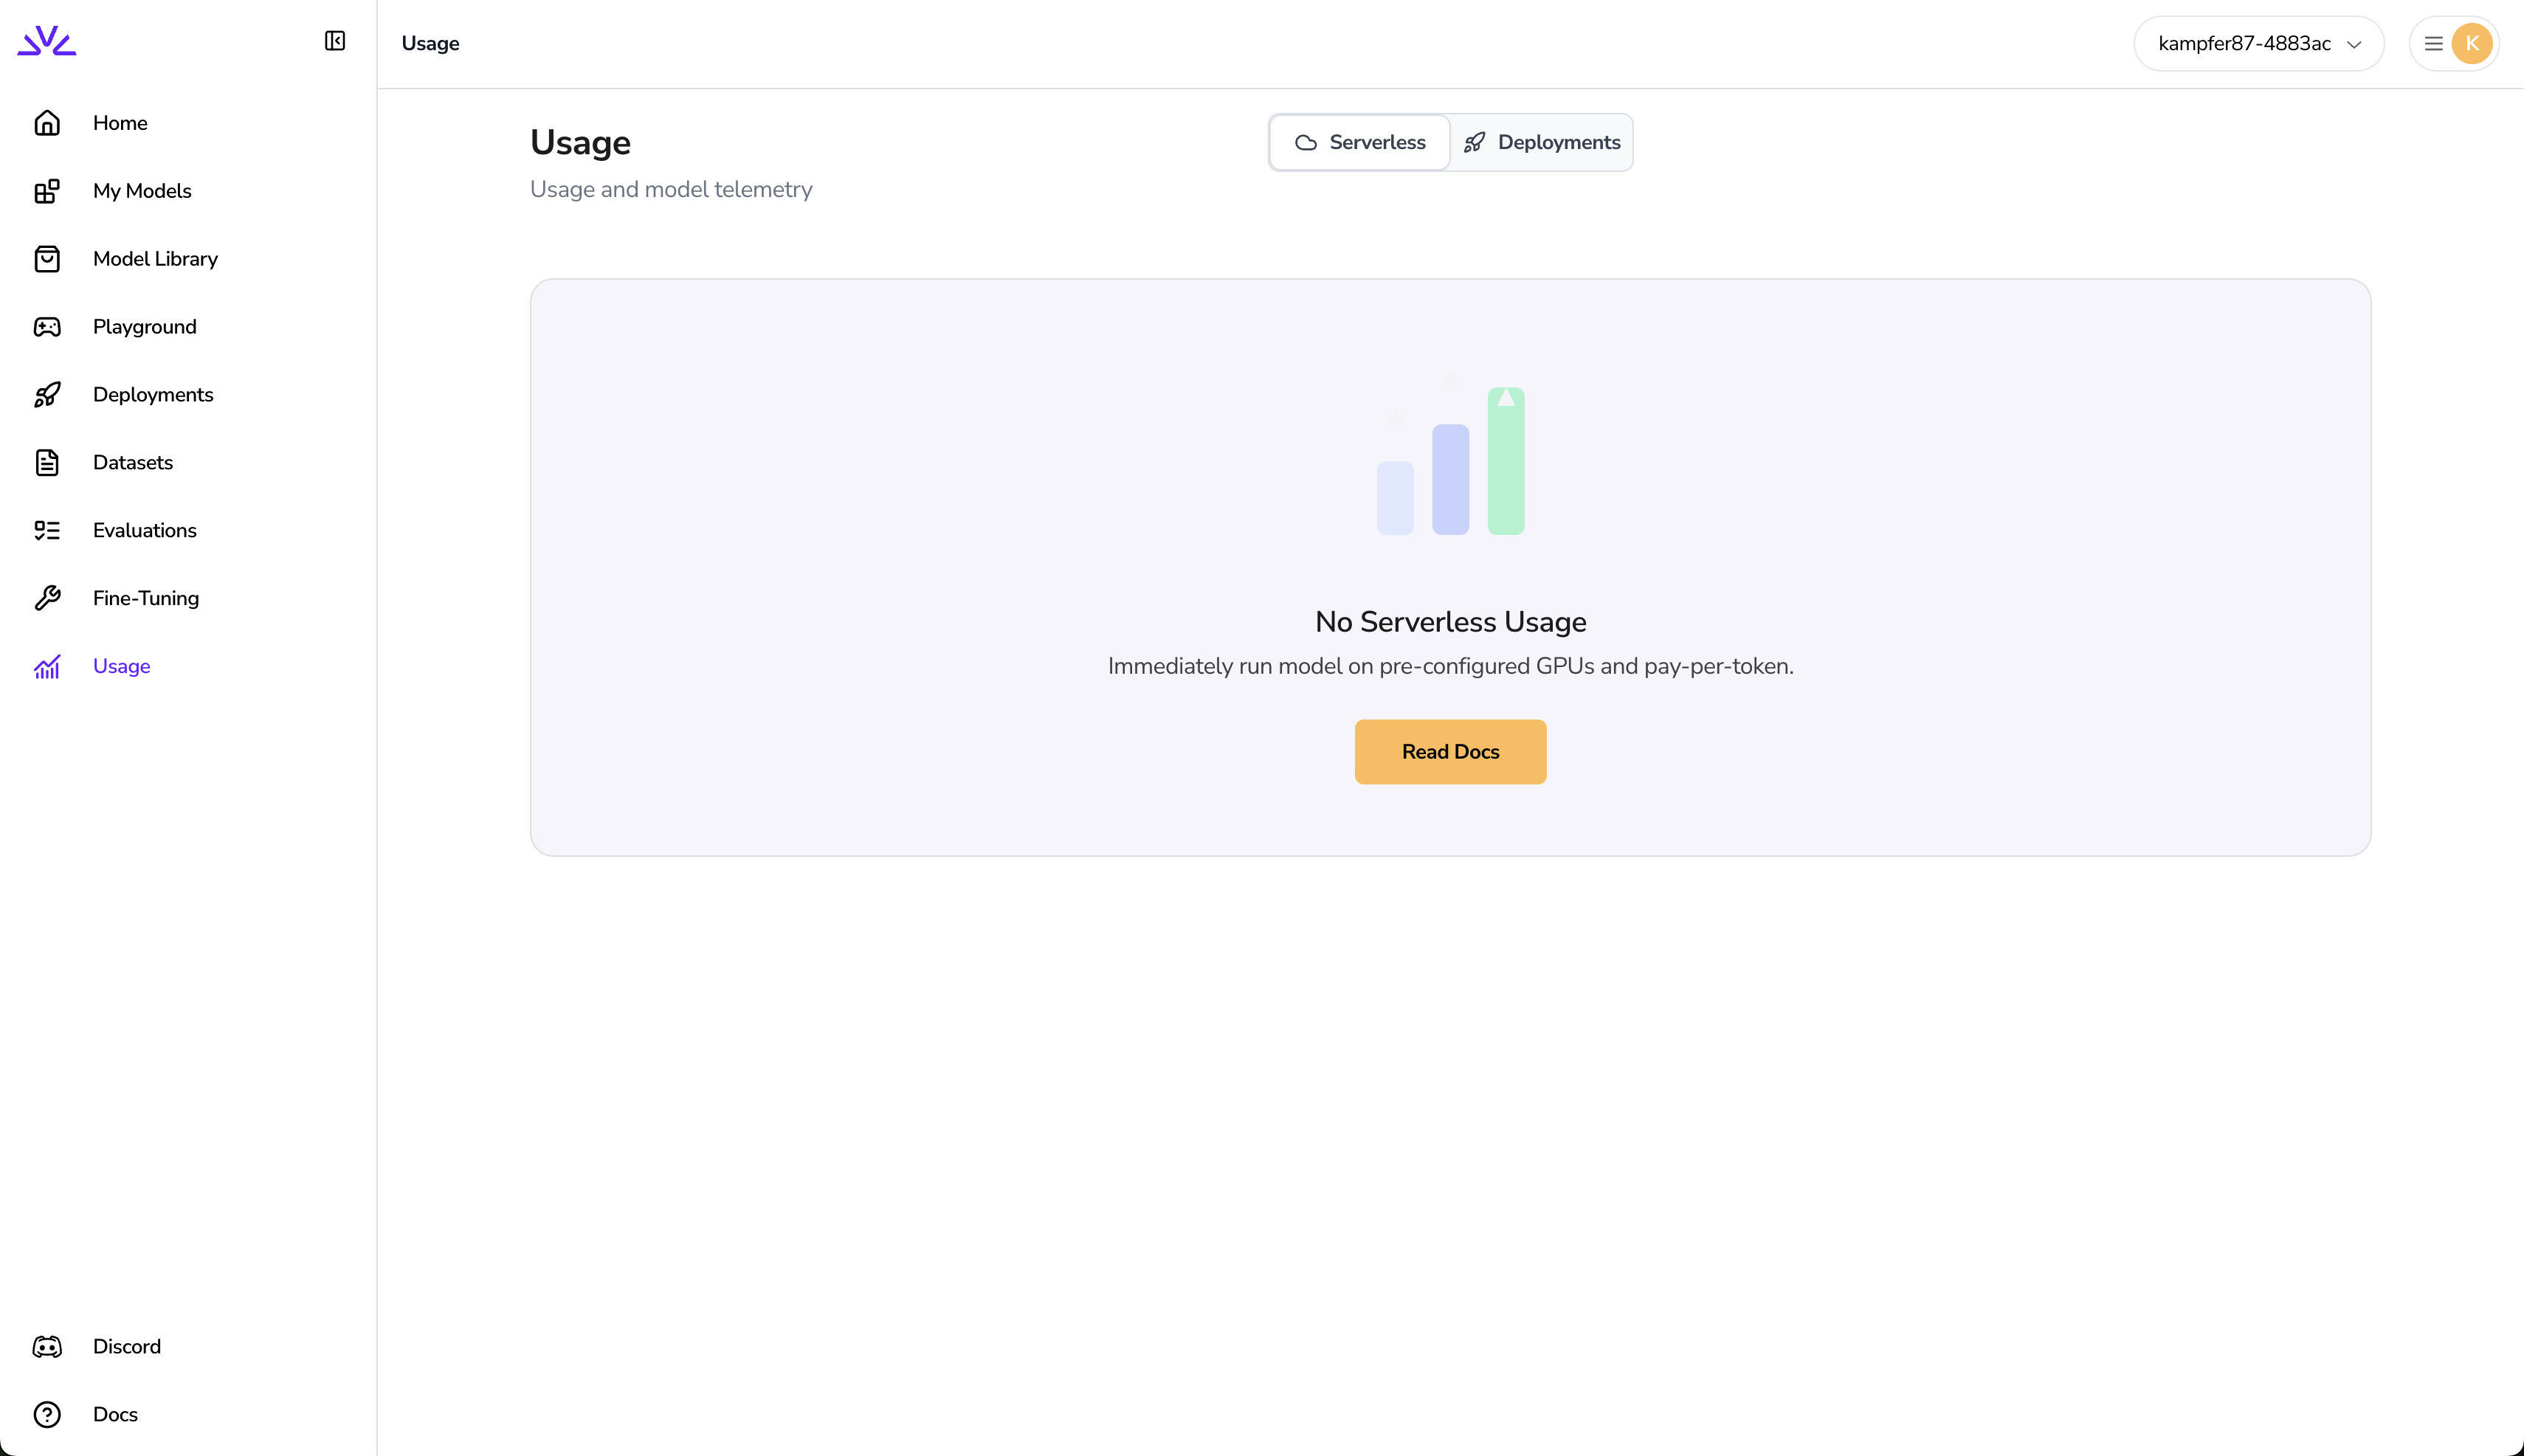 Usage
kampfer87-4883ac
K
Home
My Models
Model Library
Playground
Deployments
Datasets
Evaluations
Fine-Tuning
Usage
Discord
Docs
Usage
Usage and model telemetry
Serverless
Deployments
No Serverless Usage
Immediately run model on pre-configured GPUs and pay-per-token.
Read Docs